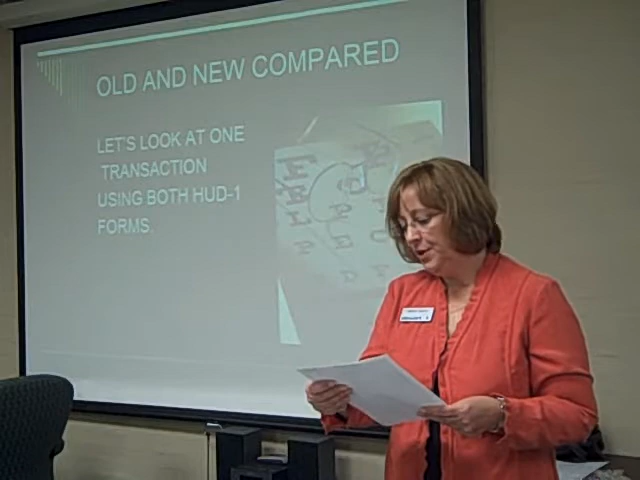 OLD AND NEW COMPARED
LET'S LOOK AT ONE
TRANSACTION
USING BOTH HUD-1
FORMS